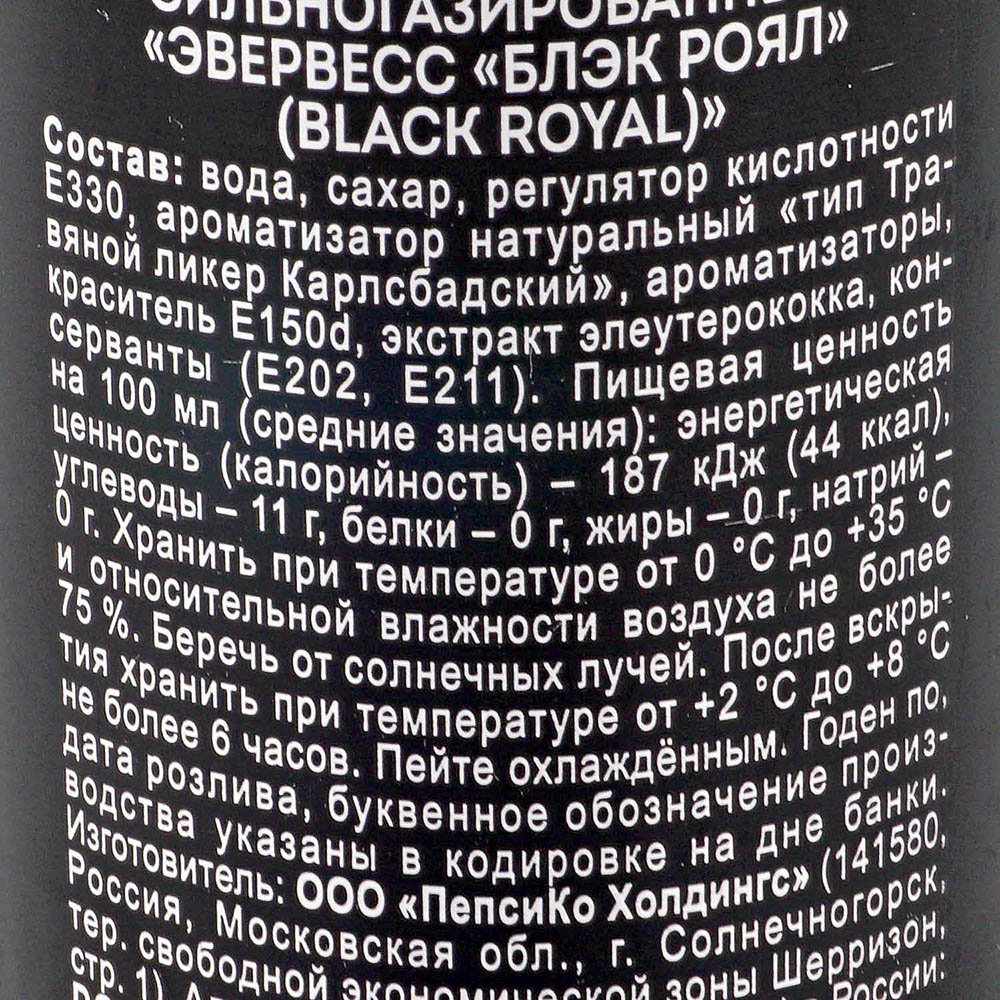 СИЛЬНОГАЗИРОВАННЫЙ
«ЭВЕРВЕСС «БЛЭК РОЯЛ»
(BLACK ROYAL)»
Состав: вода, сахар, регулятор кислотности
Е330, ароматизатор натуральный «тип Тра-
вяной ликер Карлсбадский», ароматизаторы,
краситель Е150d, экстракт элеутерококка, кон-
серванты (Е202, Е211). Пищевая ценность
на 100 мл (средние значения): энергетическая
ценность (калорийность) – 187 кДж (44 ккал),
углеводы – 11 г, белки – 0 г, жиры – 0 г, натрий –
0 г. Хранить при температуре от 0 °С до +35 °С
и относительной влажности воздуха не более
75 %. Беречь от солнечных лучей. После вскры-
тия хранить при температуре от +2 °С до +8 °С
не более 6 часов. Пейте охлаждённым. Годен по,
дата розлива, буквенное обозначение произ-
водства указаны в кодировке на дне банки.
Изготовитель: ООО «ПепсиКо Холдингс» (141580,
Россия, Московская обл., г. Солнечногорск,
тер. свободной экономической зоны Шерризон,
стр. 1) России: